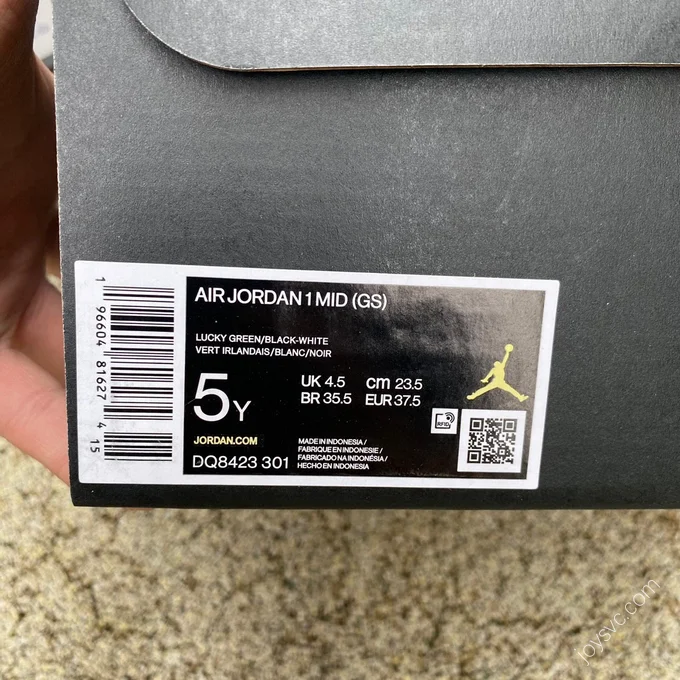 AIR JORDAN 1 MID (GS)
LUCKY GREEN/BLACK-WHITE
VERT IRLANDAIS/BLANC/NOIR
5Y
UK 4.5 cm 23.5
BR 35.5 EUR 37.5
JORDAN.COM
DQ8423 301
MADE IN INDONESIA /
FABRIQUE EN INDONESIE /
FABRICADO NA INDONÉSIA /
HECHO EN INDONESIA
RFID
1 96604 81627 4 15
joysvc.com